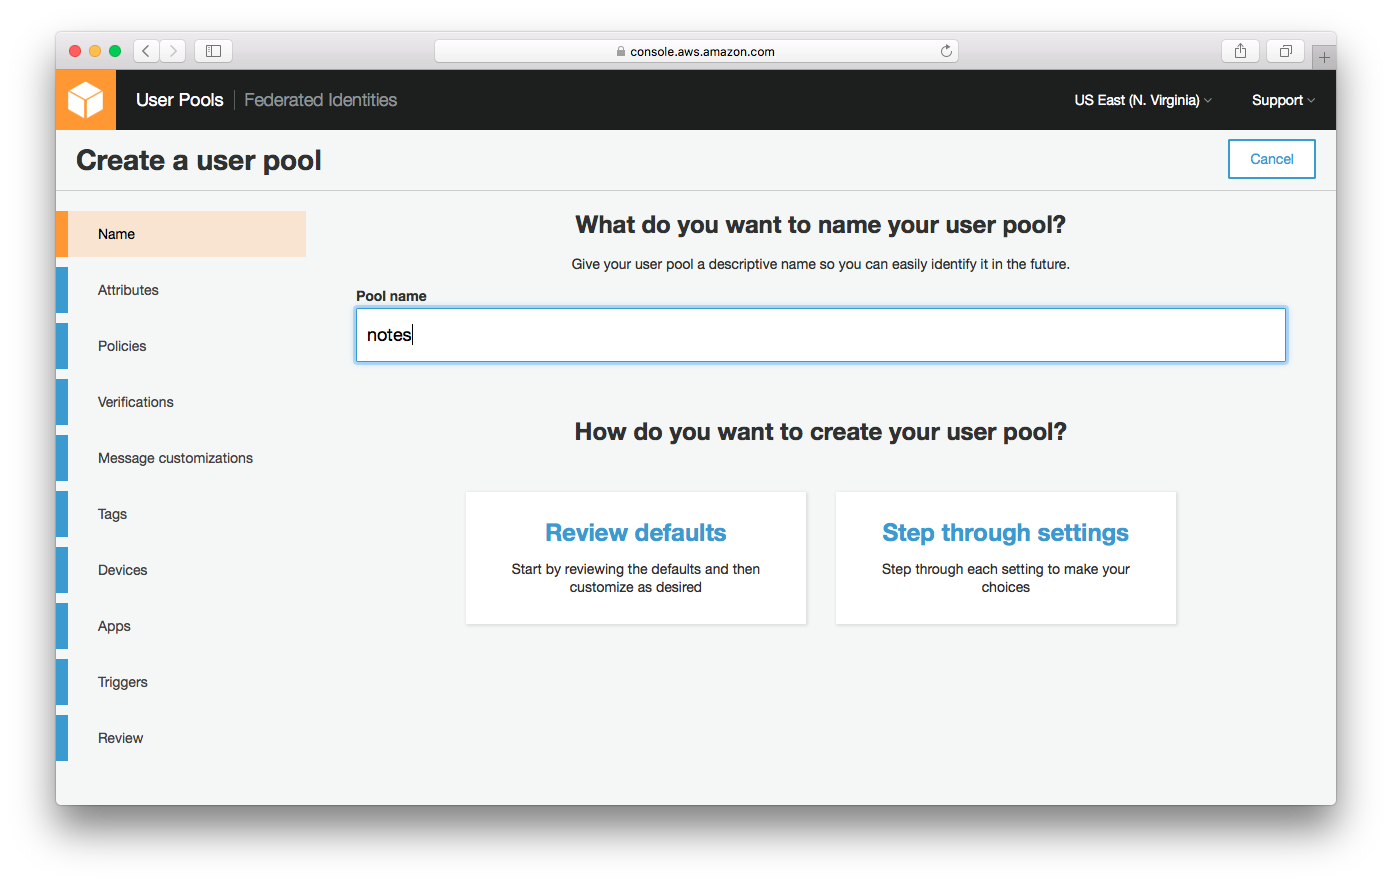 console.aws.amazon.com
User Pools Federated Identities US East (N. Virginia) Support
Create a user pool Cancel
Name
Attributes
Policies
Verifications
Message customizations
Tags
Devices
Apps
Triggers
Review
What do you want to name your user pool?
Give your user pool a descriptive name so you can easily identify it in the future.
Pool name
notes
How do you want to create your user pool?
Review defaults
Start by reviewing the defaults and then
customize as desired
Step through settings
Step through each setting to make your
choices